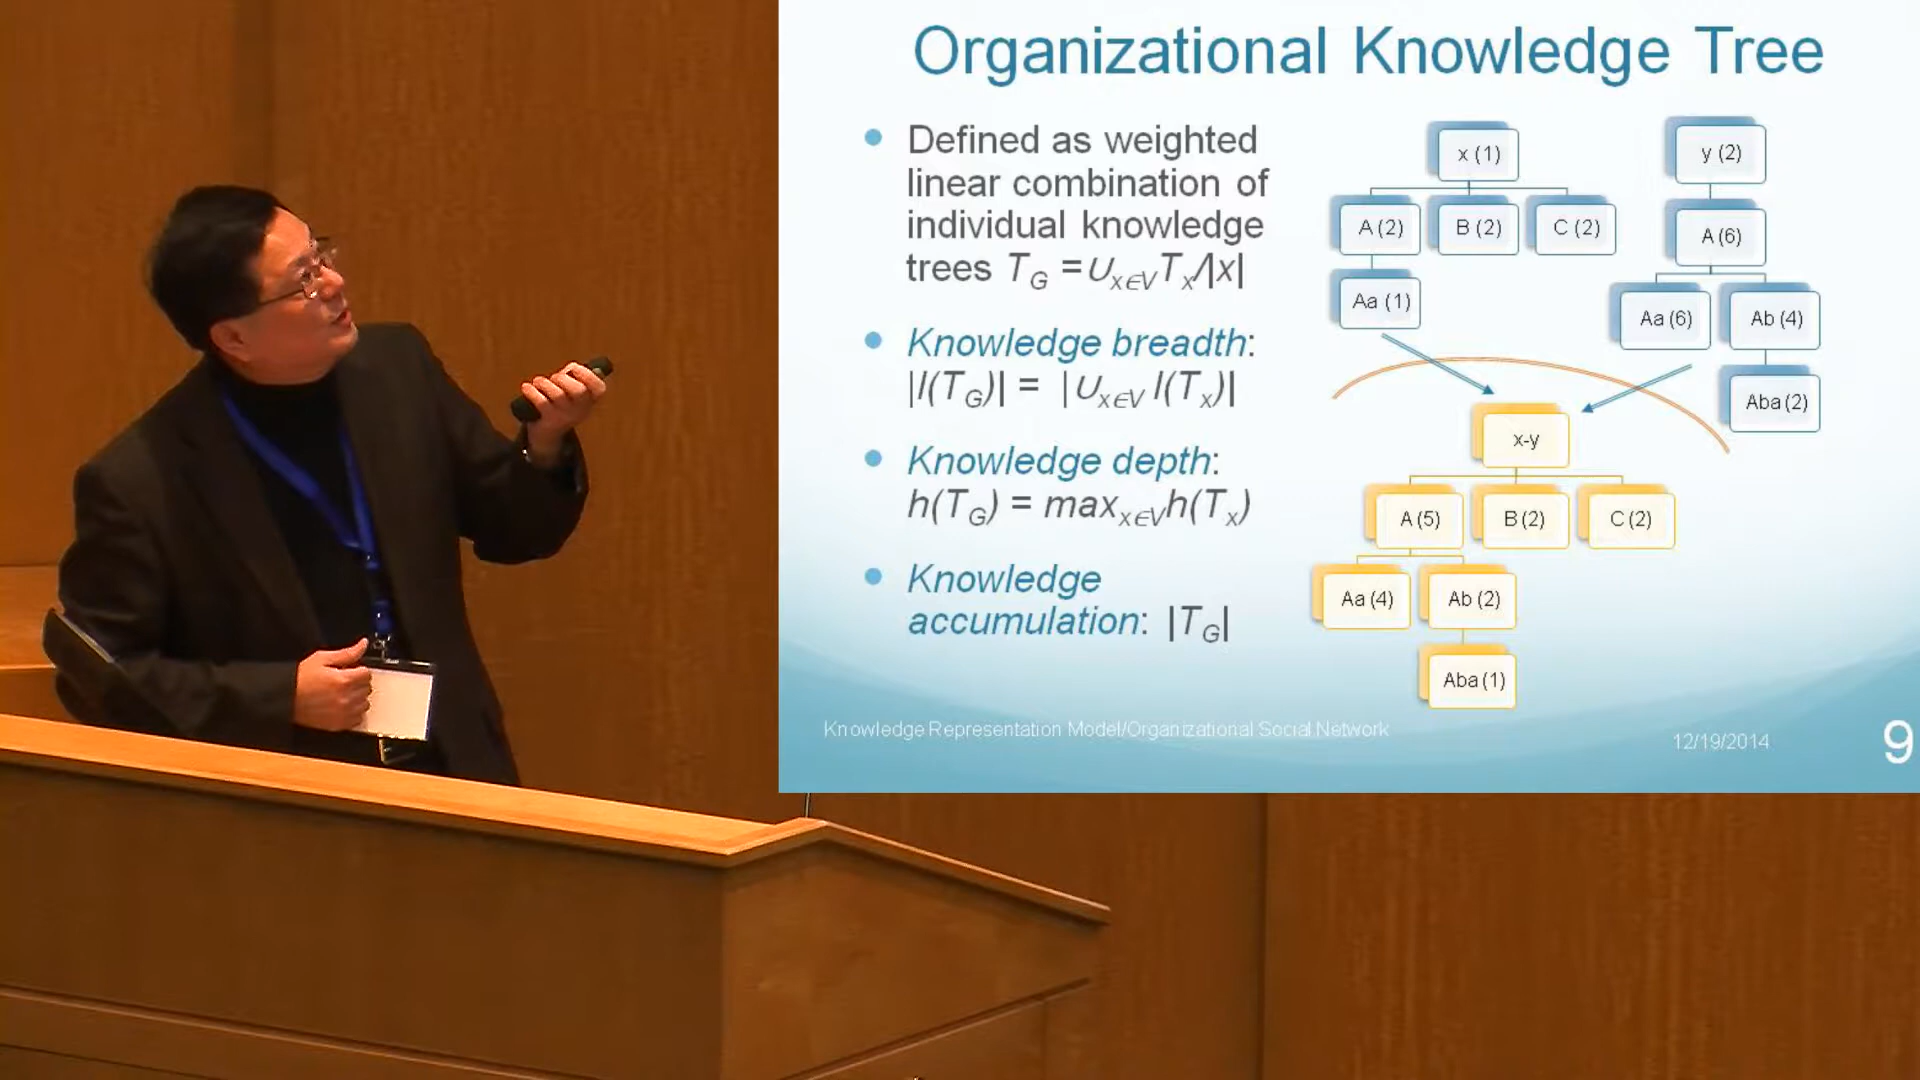 Organizational Knowledge Tree
Defined as weighted
linear combination of
individual knowledge
trees T_G = ∪_{x∈V}T_x/|x|
Knowledge breadth:
|l(T_G)| = |∪_{x∈V} l(T_x)|
Knowledge depth:
h(T_G) = max_{x∈V}h(T_x)
Knowledge
accumulation: |T_G|
x (1)
A (2) B (2) C (2)
Aa (1)
y (2)
A (6)
Aa (6) Ab (4)
Aba (2)
x-y
A (5) B (2) C (2)
Aa (4) Ab (2)
Aba (1)
Knowledge Representation Model/Organizational Social Network
12/19/2014
9